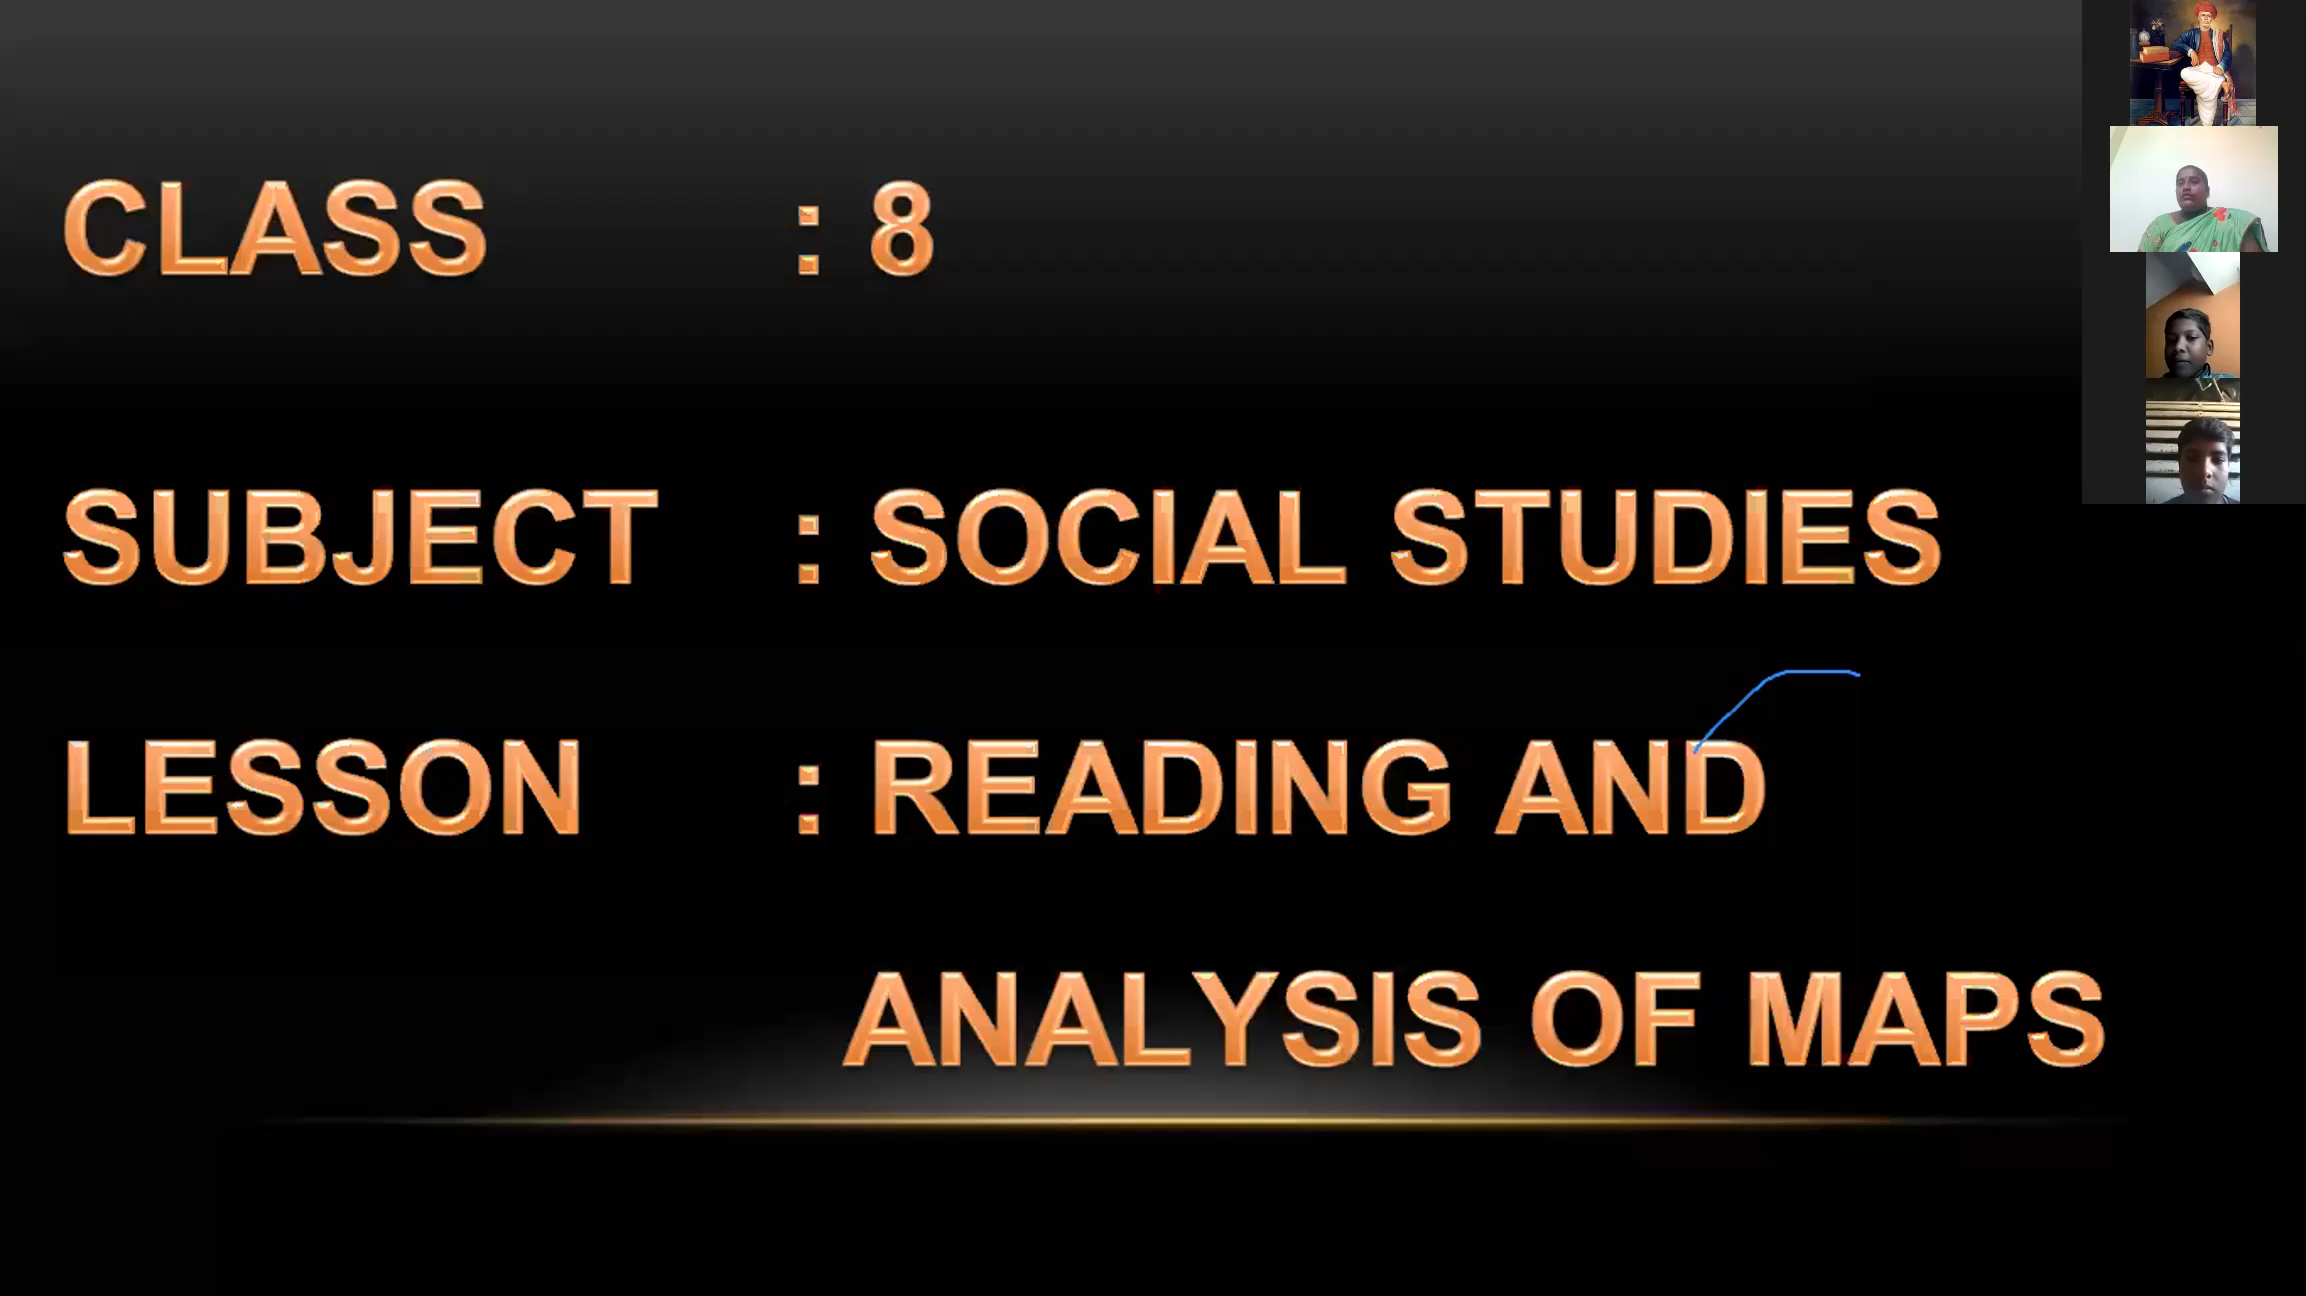 CLASS : 8
SUBJECT : SOCIAL STUDIES
LESSON : READING AND
ANALYSIS OF MAPS